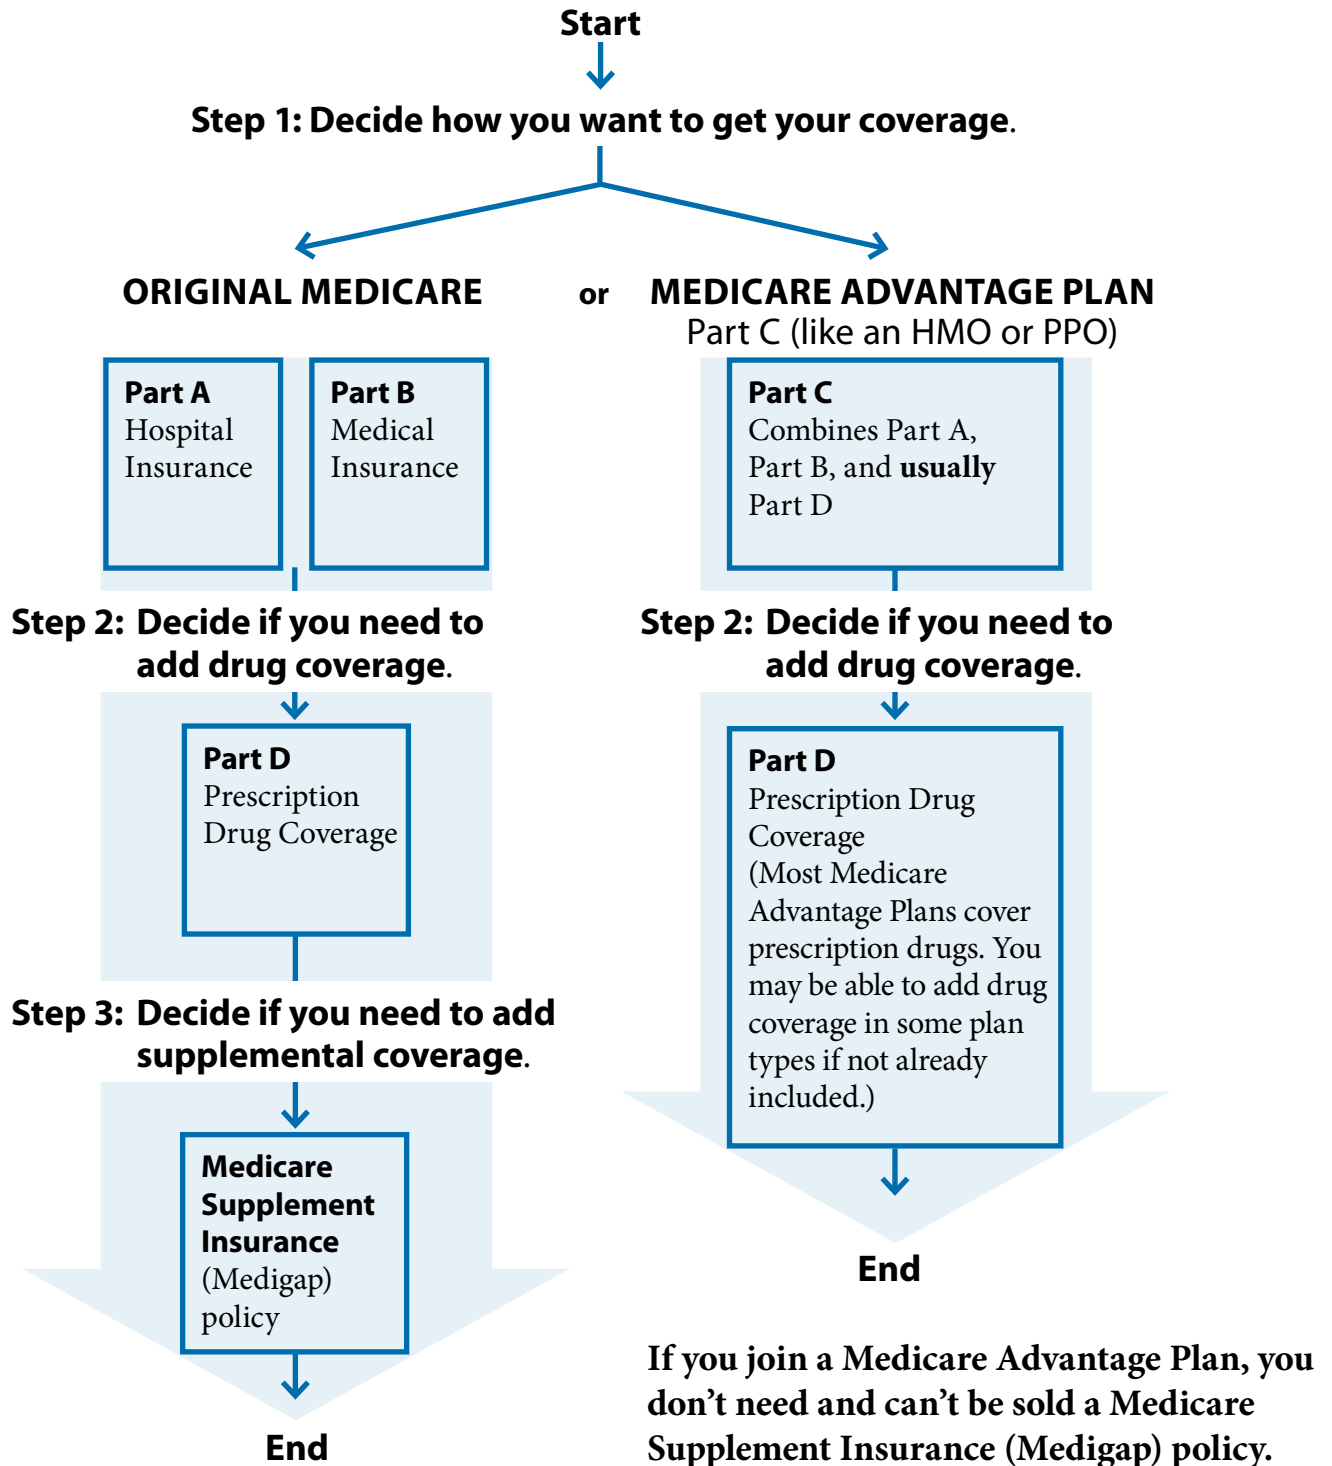 Start
Step 1: Decide how you want to get your coverage.
ORIGINAL MEDICARE
or
MEDICARE ADVANTAGE PLAN
Part C (like an HMO or PPO)
Part A
Hospital
Insurance
Part B
Medical
Insurance
Step 2: Decide if you need to
add drug coverage.
Part D
Prescription
Drug Coverage
Step 3: Decide if you need to add
supplemental coverage.
Medicare
Supplement
Insurance
(Medigap)
policy
End
Part C
Combines Part A,
Part B, and usually
Part D
Step 2: Decide if you need to
add drug coverage.
Part D
Prescription Drug
Coverage
(Most Medicare
Advantage Plans cover
prescription drugs. You
may be able to add drug
coverage in some plan
types if not already
included.)
End
If you join a Medicare Advantage Plan, you
don’t need and can’t be sold a Medicare
Supplement Insurance (Medigap) policy.